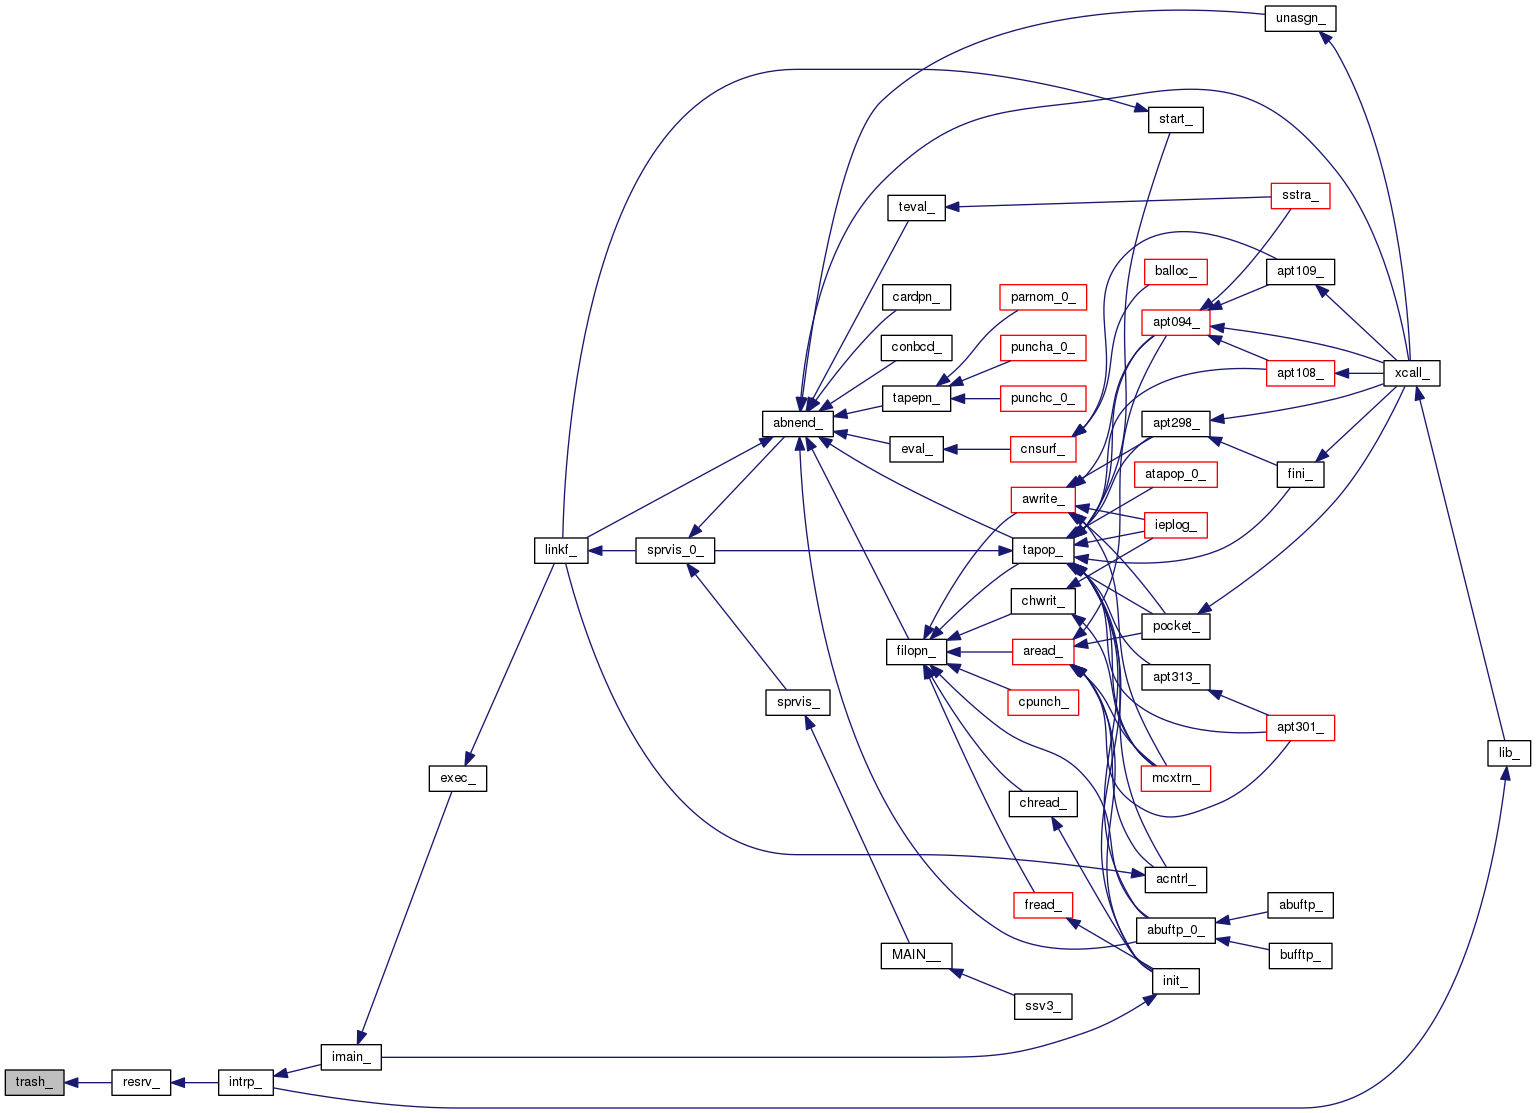 unasgn_
start_
sstra_
teval_
apt109_
balloc_
cardpn_
parnom_0_
apt094_
conbcd_
puncha_0_
apt108_
xcall_
tapepn_
punchc_0_
abnend_
apt298_
eval_
cnsurf_
atapop_0_
fini_
awrite_
ieplog_
linkf_
sprvis_0_
tapop_
chwrit_
pocket_
filopn_
aread_
apt313_
sprvis_
cpunch_
apt301_
lib_
exec_
mcxtrn_
chread_
acntrl_
fread_
abuftp_
abuftp_0_
MAIN__
bufftp_
init_
ssv3_
imain_
trash_
resrv_
intrp_